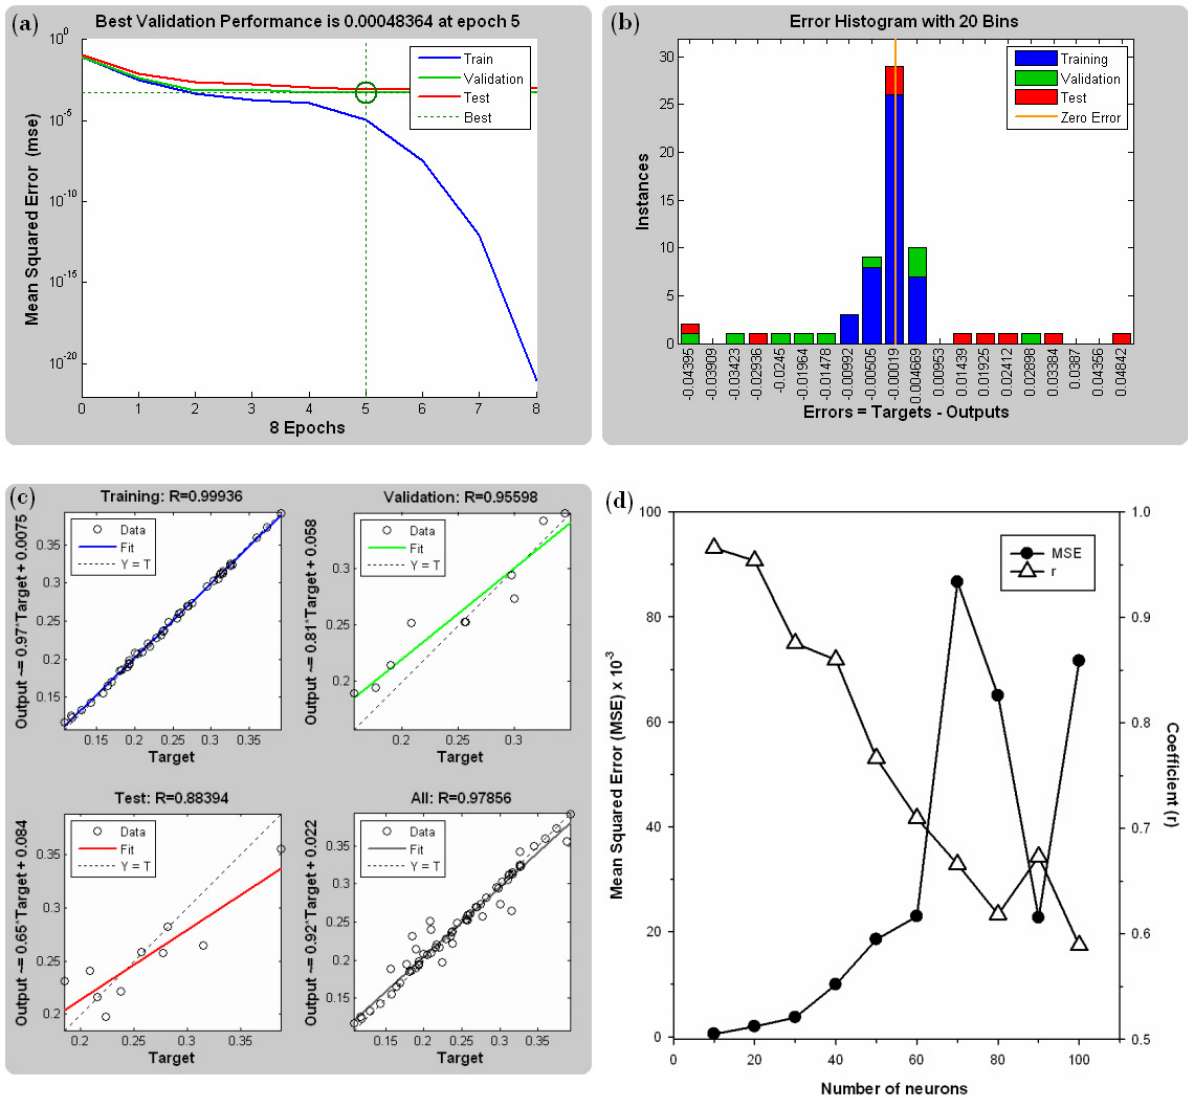 (a)
Best Validation Performance is 0.00048364 at epoch 5
Mean Squared Error (mse)
10^0
10^-5
10^-10
10^-15
10^-20
Train
Validation
Test
Best
0 1 2 3 4 5 6 7 8
8 Epochs
(b)
Error Histogram with 20 Bins
Instances
30
25
20
15
10
5
0
Training
Validation
Test
Zero Error
-0.04395
-0.03909
-0.03423
-0.02936
-0.0245
-0.01964
-0.01478
-0.00992
-0.00505
-0.00019
0.004669
0.00953
0.01439
0.01925
0.02412
0.02898
0.03384
0.0387
0.04356
0.04842
Errors = Targets - Outputs
(c)
Training: R=0.99936
Output ~= 0.97*Target + 0.0075
0.35
0.3
0.25
0.2
0.15
Data
Fit
Y = T
0.15 0.2 0.25 0.3 0.35
Target
Validation: R=0.95598
Output ~= 0.81*Target + 0.058
0.3
0.25
0.2
Data
Fit
Y = T
0.2 0.3
Target
Test: R=0.88394
Output ~= 0.65*Target + 0.084
0.35
0.3
0.25
0.2
Data
Fit
Y = T
0.2 0.25 0.3 0.35
Target
All: R=0.97856
Output ~= 0.92*Target + 0.022
0.35
0.3
0.25
0.2
0.15
Data
Fit
Y = T
0.15 0.2 0.25 0.3 0.35
Target
(d)
Mean Squared Error (MSE) x 10^-3
100
80
60
40
20
0
MSE
r
1.0
0.9
0.8
0.7
0.6
0.5
Coefficient (r)
0 20 40 60 80 100
Number of neurons